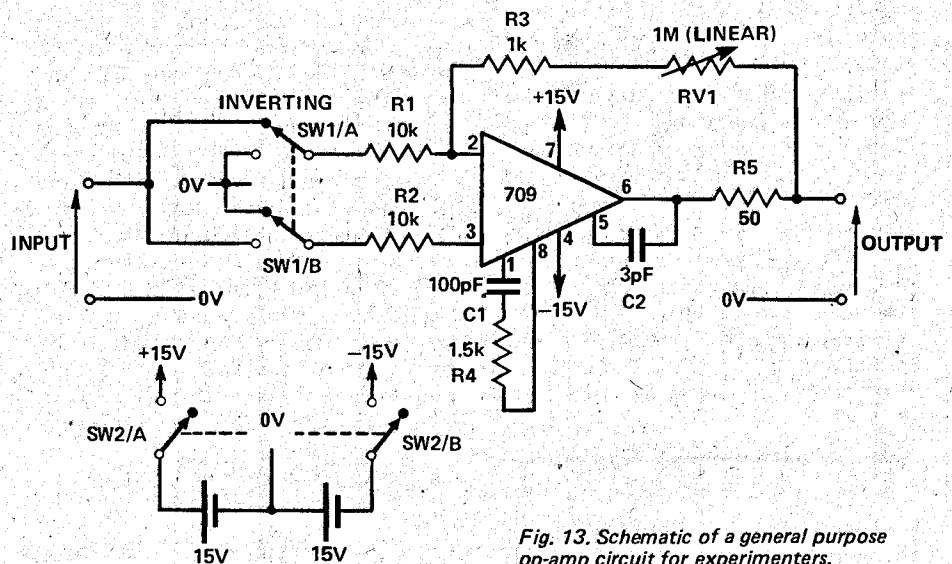 R3
1k
1M (LINEAR)
RV1
+15V
INVERTING
SW1/A
R1
10k
2
7
0V
R2
10k
709
6
R5
50
INPUT
SW1/B
3
1
8
4
5
OUTPUT
100pF
C1
-15V
3pF
C2
0V
0V
1.5k
R4
+15V
-15V
0V
SW2/A
SW2/B
15V
15V
Fig. 13. Schematic of a general purpose
op-amp circuit for experimenters.